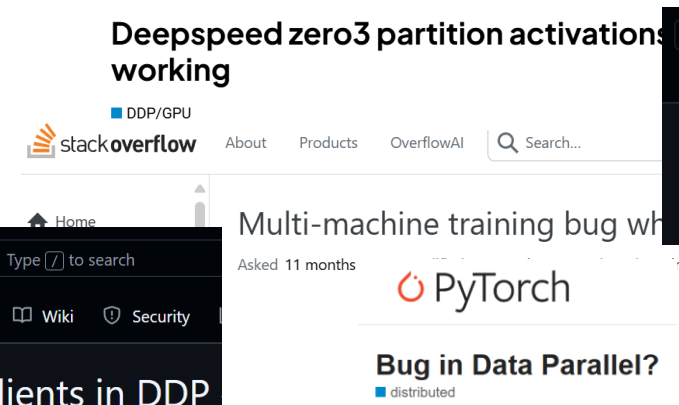 Deepspeed zero3 partition activations
working
DDP/GPU
stackoverflow
About
Products
OverflowAI
Search...
Home
Multi-machine training bug wh
Asked 11 months
Type / to search
Wiki
Security
PyTorch
Bug in Data Parallel?
distributed
lients in DDP